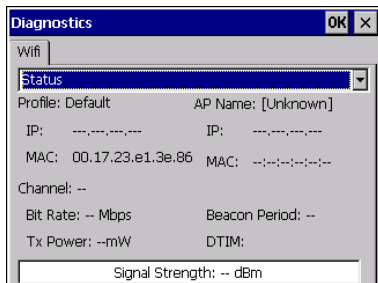 Diagnostics OK ×
Wifi
Status
Profile: Default AP Name: [Unknown]
IP: ---.---.---.--- IP: ---.---.---.---
MAC: 00.17.23.e1.3e.86 MAC: --:--:--:--:--:--
Channel: --
Bit Rate: -- Mbps Beacon Period: --
Tx Power: --mW DTIM:
Signal Strength: -- dBm